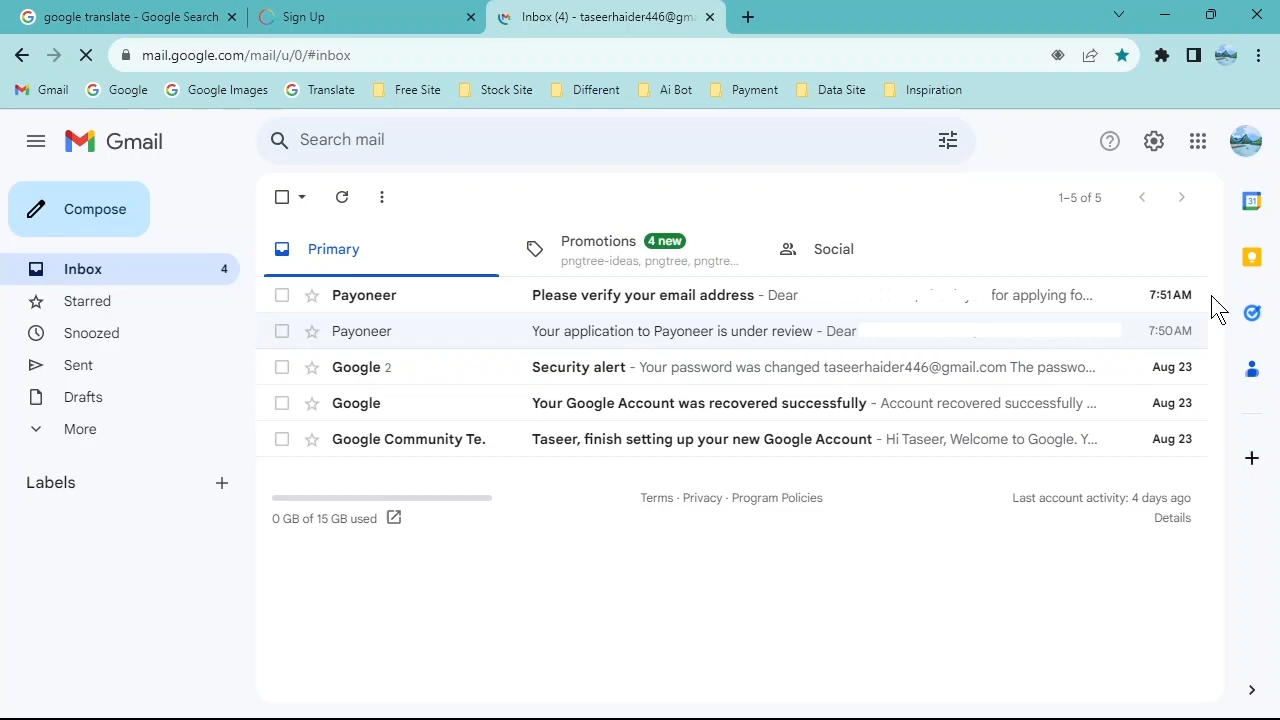 google translate - Google Search
Sign Up
Inbox (4) - taseerhaider446@gm
mail.google.com/mail/u/0/#inbox
Gmail Google Google Images Translate Free Site Stock Site Different Ai Bot Payment Data Site Inspiration
Gmail
Search mail
Compose
1–5 of 5
Primary
Promotions 4 new
pngtree-ideas, pngtree, pngtre...
Social
Inbox 4
Starred
Snoozed
Sent
Drafts
More
Labels
Payoneer Please verify your email address - Dear for applying fo... 7:51 AM
Payoneer Your application to Payoneer is under review - Dear 7:50 AM
Google 2 Security alert - Your password was changed taseerhaider446@gmail.com The passwo... Aug 23
Google Your Google Account was recovered successfully - Account recovered successfully ... Aug 23
Google Community Te. Taseer, finish setting up your new Google Account - Hi Taseer, Welcome to Google. Y... Aug 23
Terms · Privacy · Program Policies
Last account activity: 4 days ago
0 GB of 15 GB used
Details
31